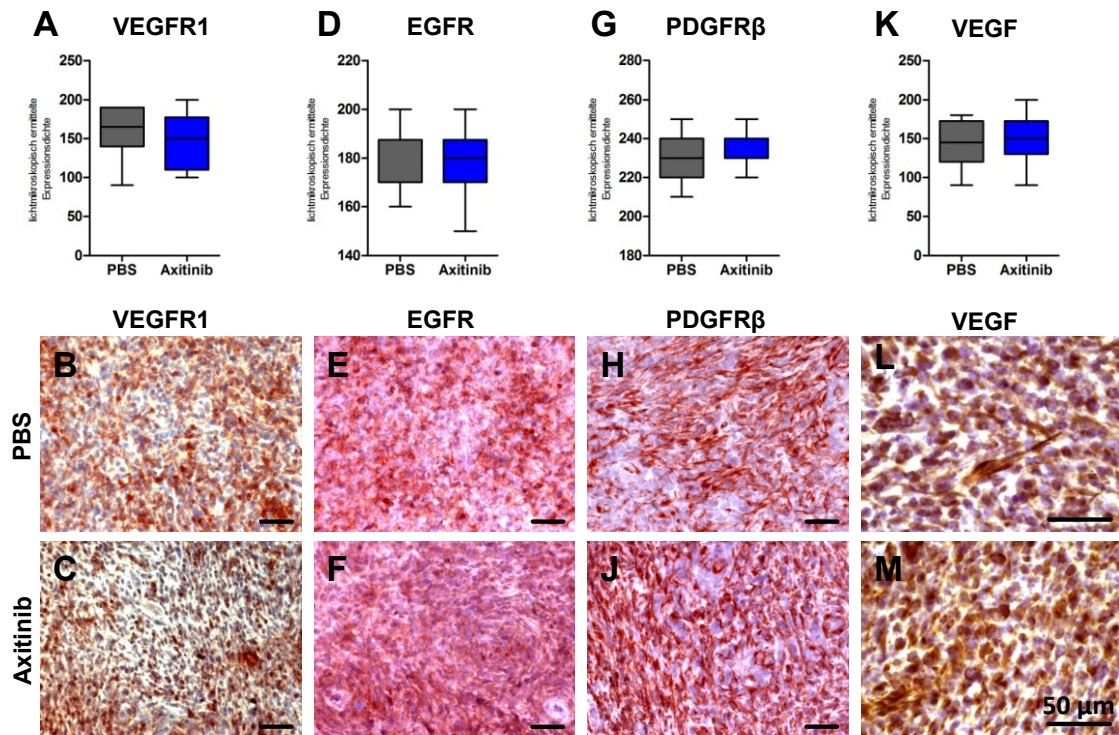 A VEGFR1
250
200
150
100
50
0
lichtmikroskopisch ermittelte
Expressionsdichte
PBS Axitinib
D EGFR
220
200
180
160
140
lichtmikroskopisch ermittelte
Expressionsdichte
PBS Axitinib
G PDGFRβ
280
260
240
220
200
180
lichtmikroskopisch ermittelte
Expressionsdichte
PBS Axitinib
K VEGF
250
200
150
100
50
0
lichtmikroskopisch ermittelte
Expressionsdichte
PBS Axitinib
VEGFR1 EGFR PDGFRβ VEGF
PBS
B E H L
Axitinib
C F J M
50 µm